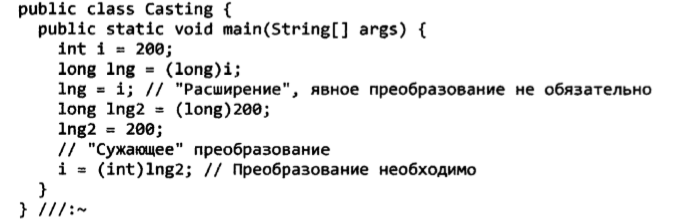 public class Casting {
public static void main(String[] args) {
int i = 200;
long lng = (long)i;
lng = i; // "Расширение", явное преобразование не обязательно
long lng2 = (long)200;
lng2 = 200;
// "Сужающее" преобразование
i = (int)lng2; // Преобразование необходимо
}
} ///:~